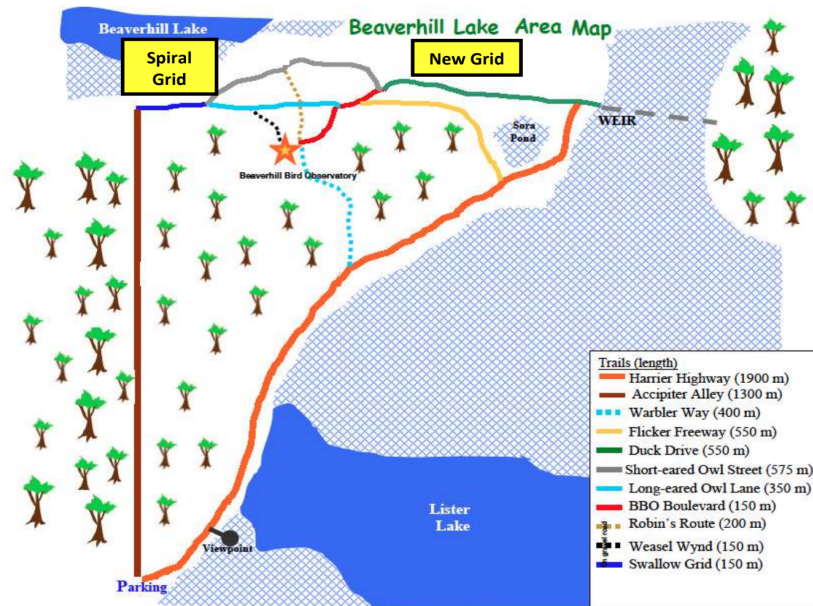 Beaverhill Lake
Beaverhill Lake Area Map
Spiral
Grid
New Grid
WEIR
Sora
Pond
Beaverhill Bird Observatory
Lister
Lake
Viewpoint
Parking
Trails (length)
Harrier Highway (1900 m)
Accipiter Alley (1300 m)
Warbler Way (400 m)
Flicker Freeway (550 m)
Duck Drive (550 m)
Short-eared Owl Street (575 m)
Long-eared Owl Lane (350 m)
BBO Boulevard (150 m)
Robin's Route (200 m)
Weasel Wynd (150 m)
Swallow Grid (150 m)